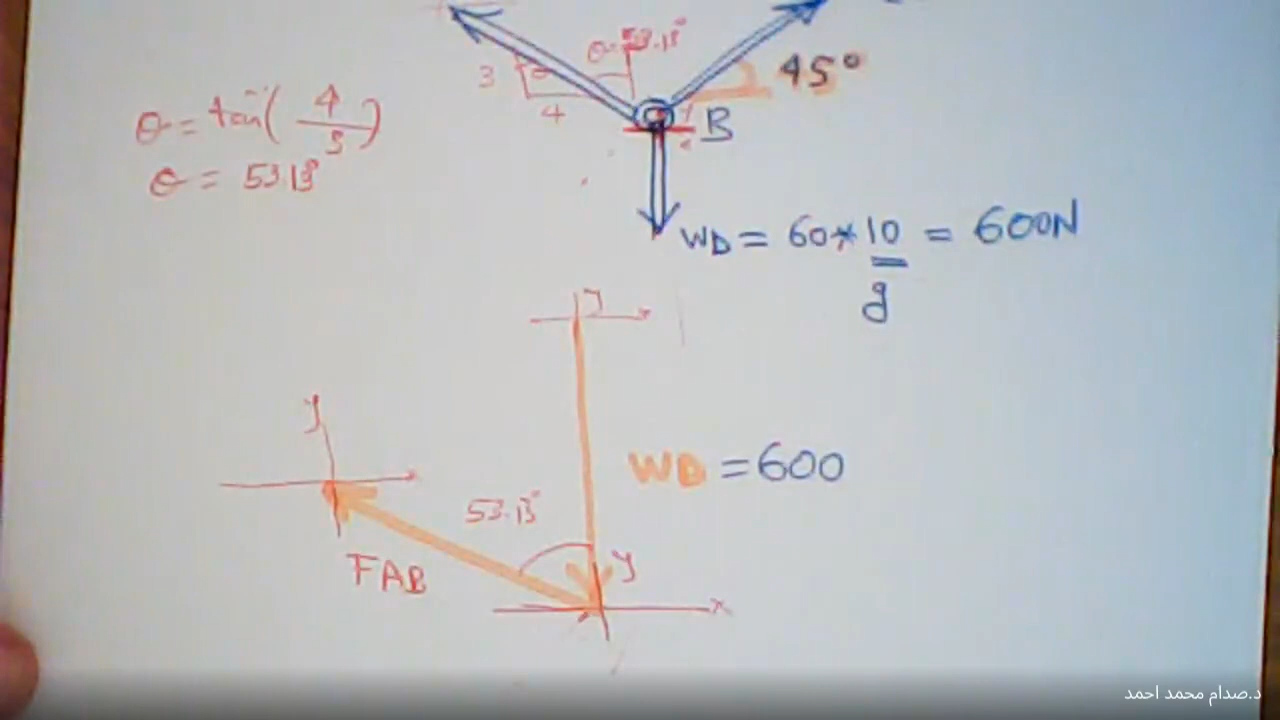 θ=53.13°
3
θ
45°
4
B
θ = tan⁻¹(4/3)
θ = 53.13°
WD = 60*10 = 600N
g
y
y
WD = 600
53.13°
FAB
y
x
د.صدام محمد احمد